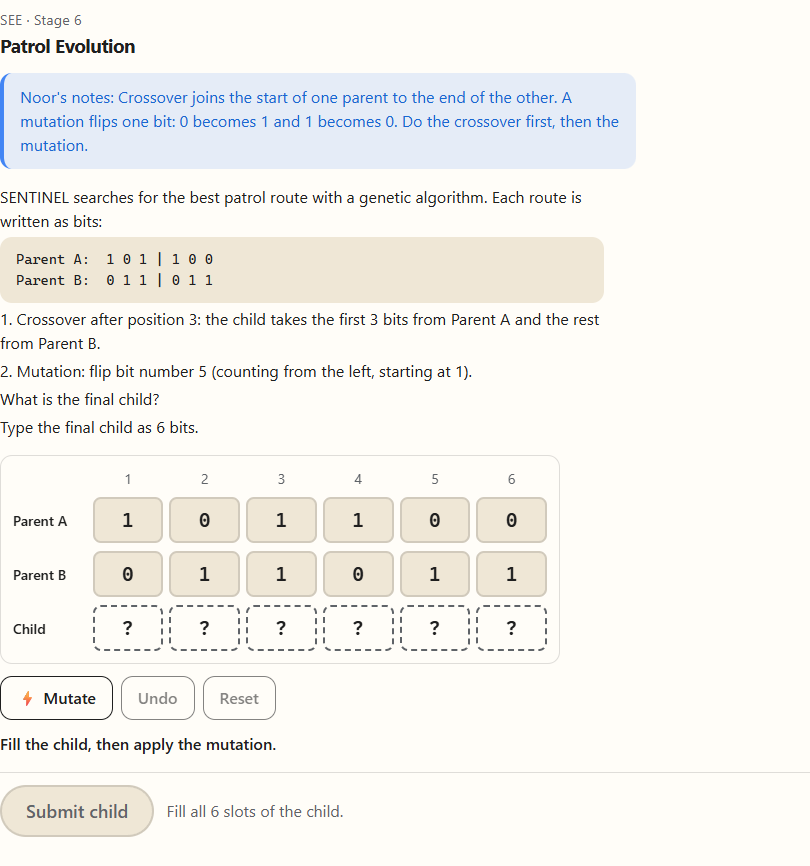 SEE · Stage 6
Patrol Evolution
Noor's notes: Crossover joins the start of one parent to the end of the other. A
mutation flips one bit: 0 becomes 1 and 1 becomes 0. Do the crossover first, then the
mutation.
SENTINEL searches for the best patrol route with a genetic algorithm. Each route is
written as bits:
Parent A:  1 0 1 | 1 0 0
Parent B:  0 1 1 | 0 1 1
1. Crossover after position 3: the child takes the first 3 bits from Parent A and the rest
from Parent B.
2. Mutation: flip bit number 5 (counting from the left, starting at 1).
What is the final child?
Type the final child as 6 bits.
1 2 3 4 5 6
Parent A 1 0 1 1 0 0
Parent B 0 1 1 0 1 1
Child ? ? ? ? ? ?
Mutate Undo Reset
Fill the child, then apply the mutation.
Submit child Fill all 6 slots of the child.